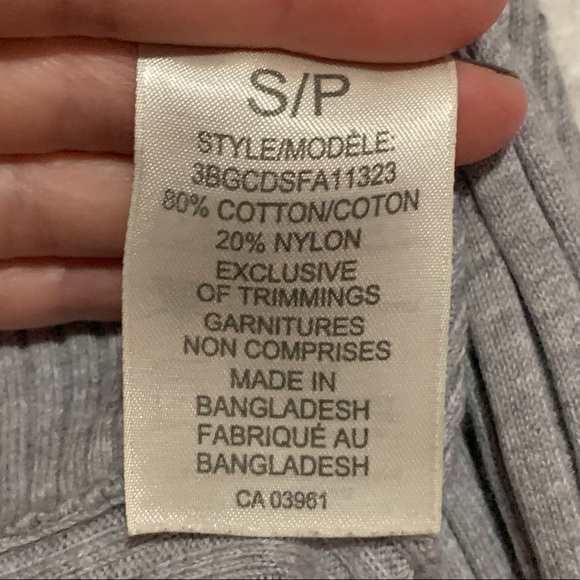 S/P
STYLE/MODÈLE:
3BGCDSFA11323
80% COTTON/COTON
20% NYLON
EXCLUSIVE
OF TRIMMINGS
GARNITURES
NON COMPRISES
MADE IN
BANGLADESH
FABRIQUÉ AU
BANGLADESH
CA 03961